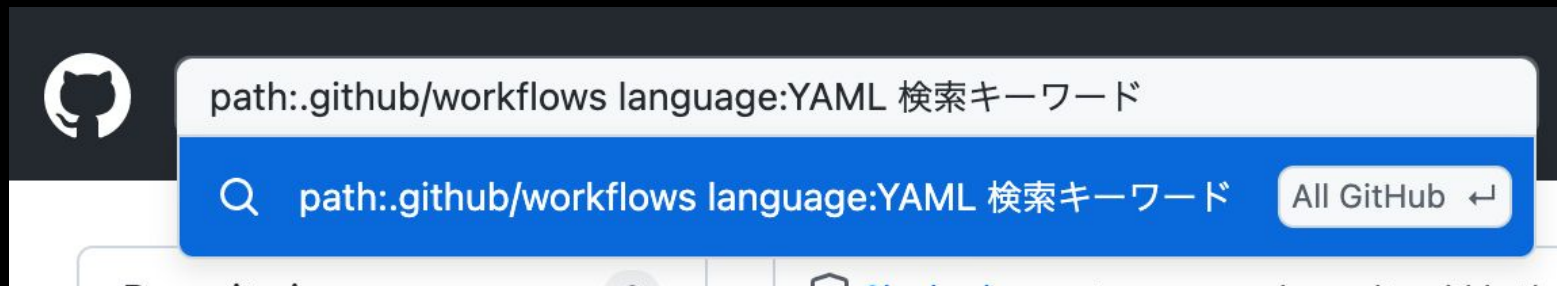 path:.github/workflows language:YAML 検索キーワード
path:.github/workflows language:YAML 検索キーワード All GitHub ↵